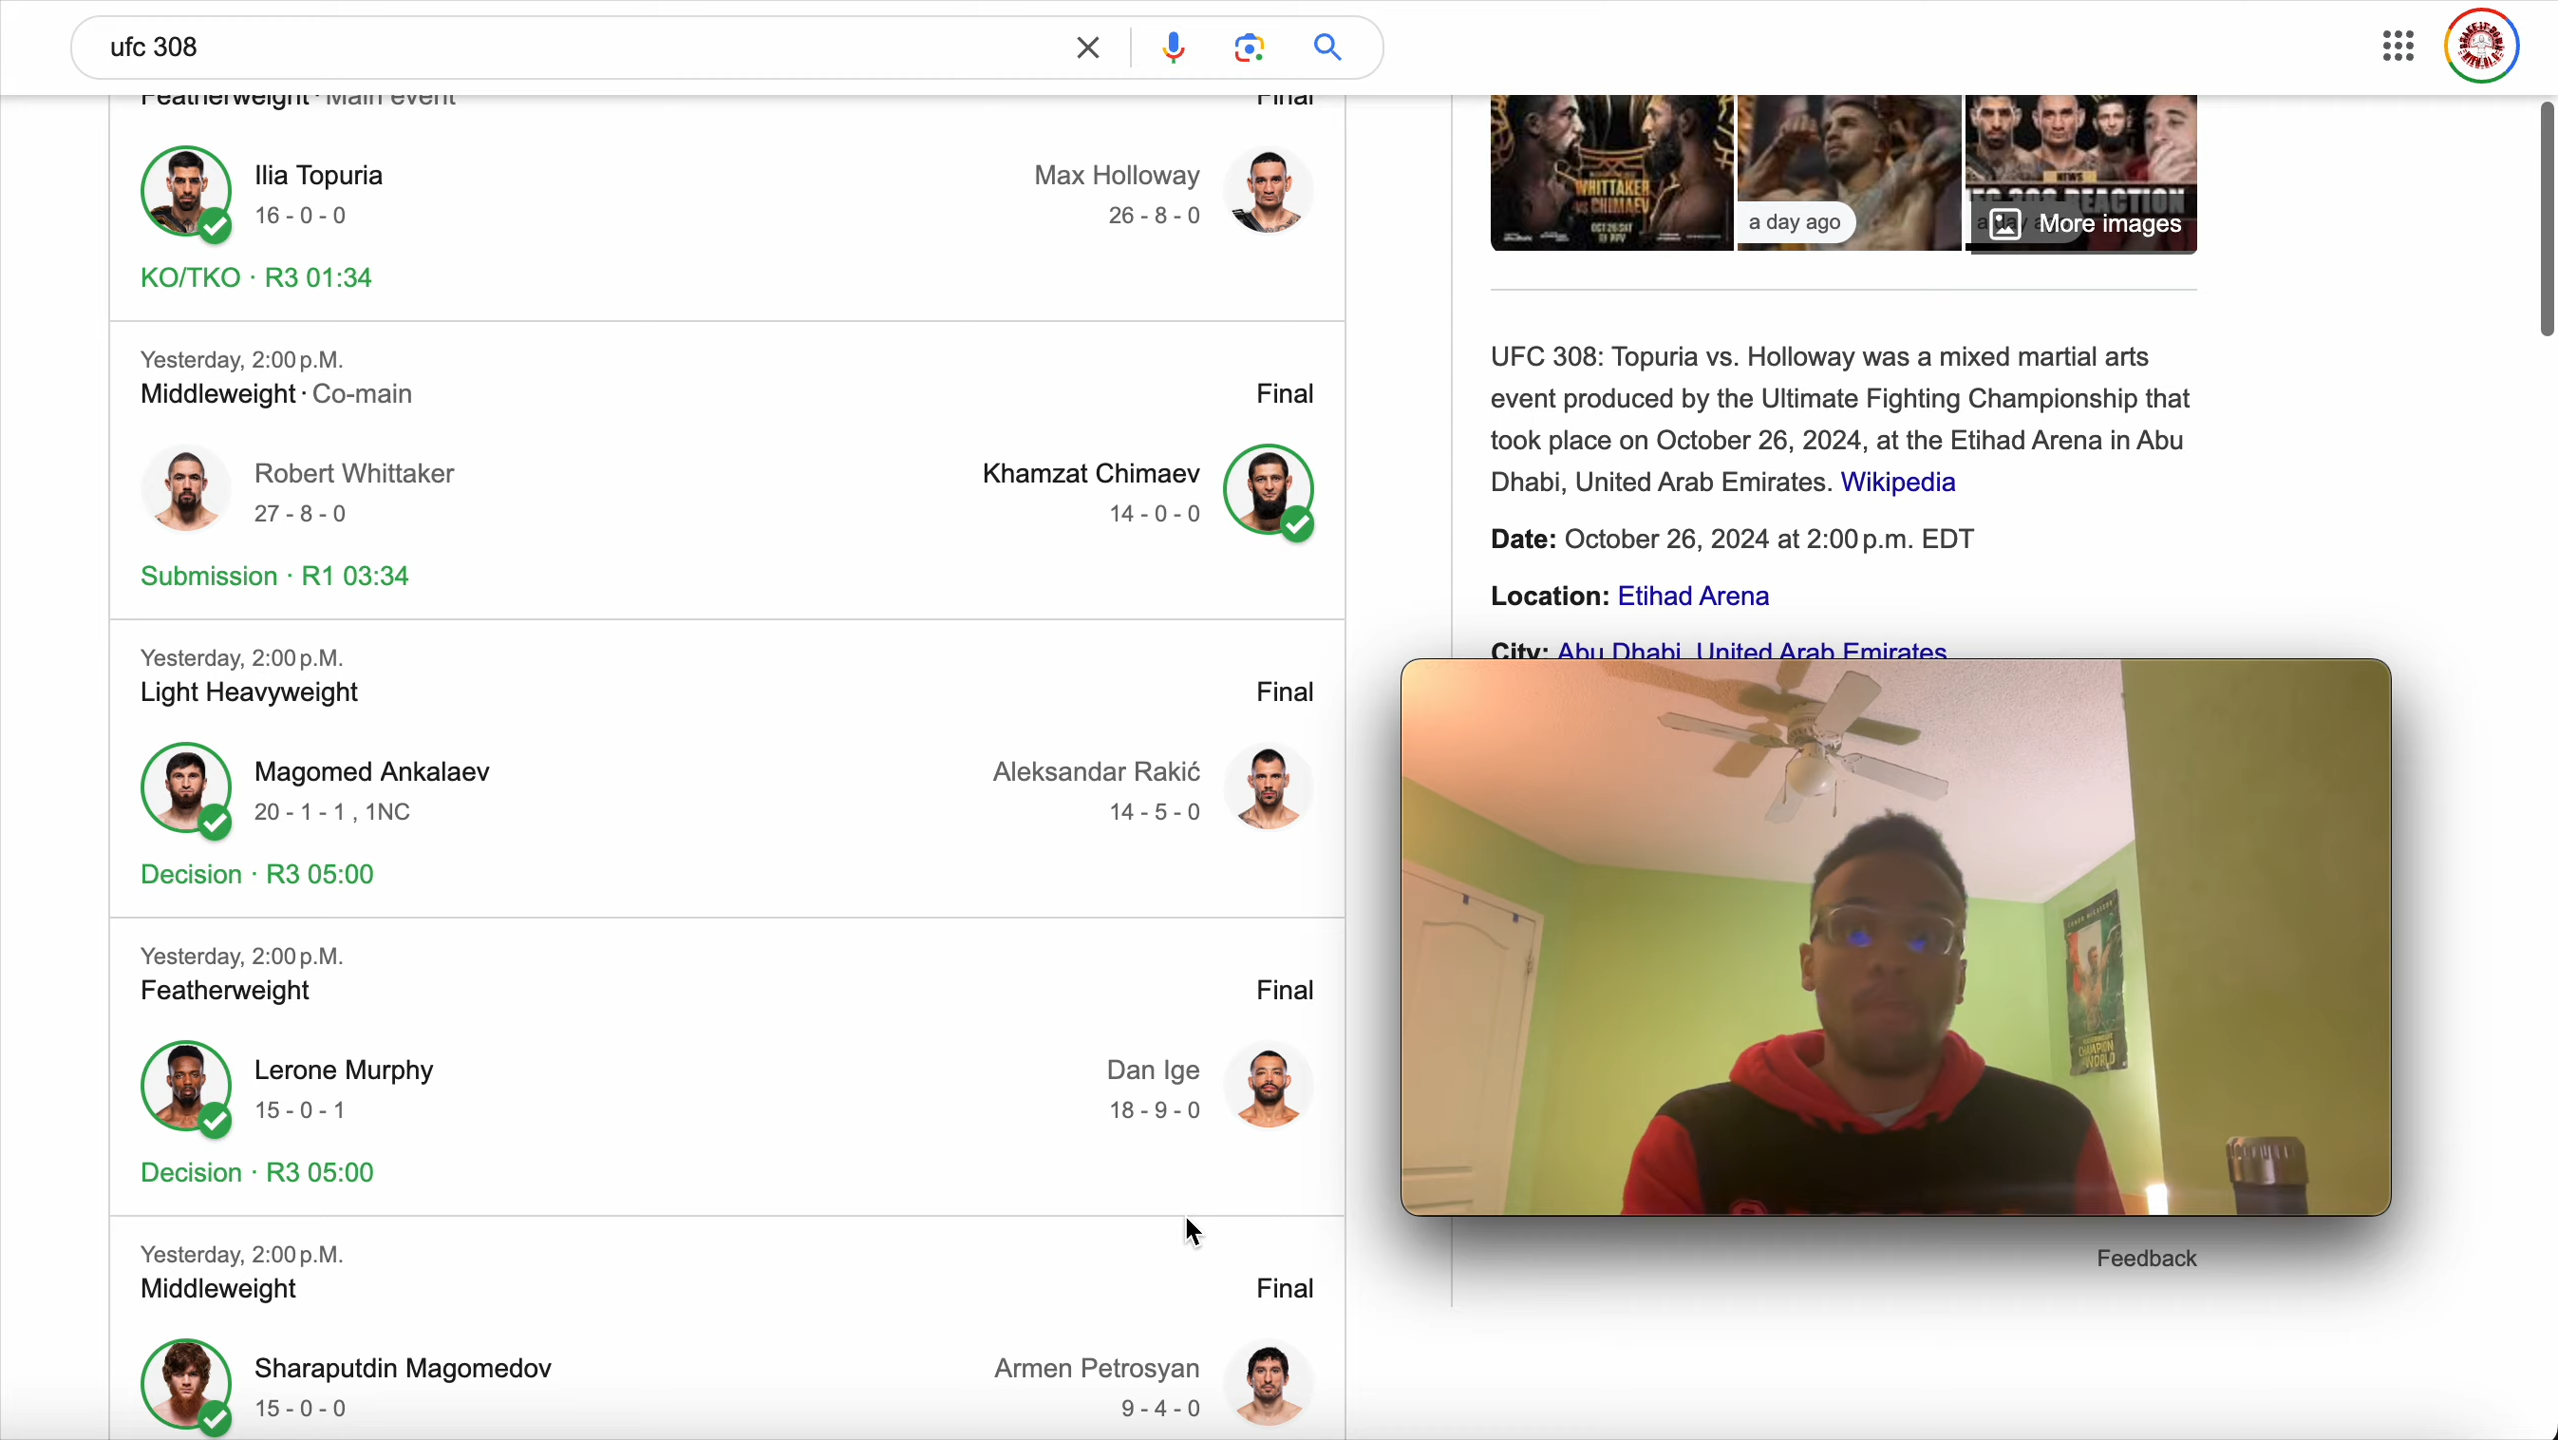 ufc 308
Featherweight · Main event
Final
Ilia Topuria
16 - 0 - 0
Max Holloway
26 - 8 - 0
KO/TKO · R3 01:34
Yesterday, 2:00 p.M.
Middleweight · Co-main
Final
Robert Whittaker
27 - 8 - 0
Khamzat Chimaev
14 - 0 - 0
Submission · R1 03:34
Yesterday, 2:00 p.M.
Light Heavyweight
Final
Magomed Ankalaev
20 - 1 - 1 , 1NC
Aleksandar Rakić
14 - 5 - 0
Decision · R3 05:00
Yesterday, 2:00 p.M.
Featherweight
Final
Lerone Murphy
15 - 0 - 1
Dan Ige
18 - 9 - 0
Decision · R3 05:00
Yesterday, 2:00 p.M.
Middleweight
Final
Sharaputdin Magomedov
15 - 0 - 0
Armen Petrosyan
9 - 4 - 0
WHITTAKER
VS CHIMAEV
OCT 26 SAT
a day ago
NEWS
UFC 308 REACTION
More images
UFC 308: Topuria vs. Holloway was a mixed martial arts
event produced by the Ultimate Fighting Championship that
took place on October 26, 2024, at the Etihad Arena in Abu
Dhabi, United Arab Emirates. Wikipedia
Date: October 26, 2024 at 2:00 p.m. EDT
Location: Etihad Arena
City: Abu Dhabi, United Arab Emirates
CHAMPION
WORLD
Feedback